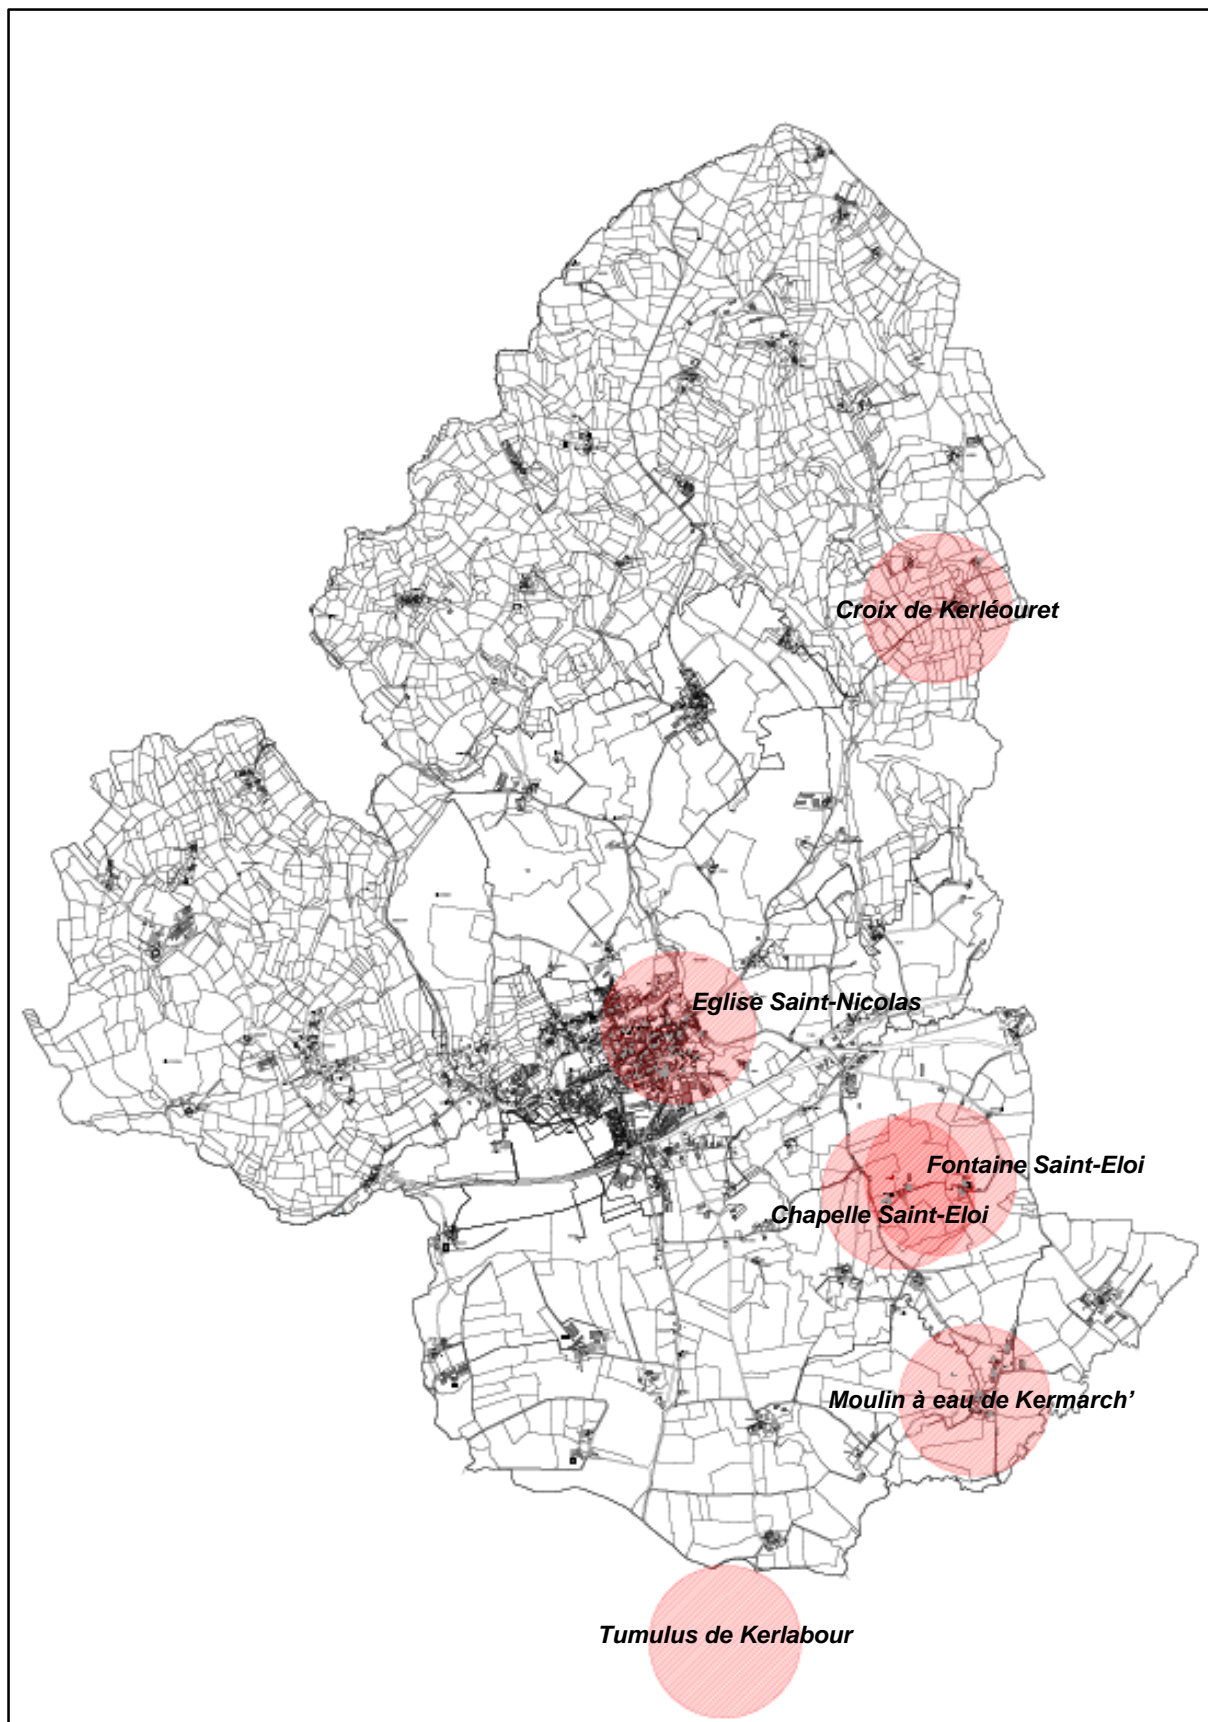 Croix de Kerléouret
Eglise Saint-Nicolas
Fontaine Saint-Eloi
Chapelle Saint-Eloi
Moulin à eau de Kermarch’
Tumulus de Kerlabour